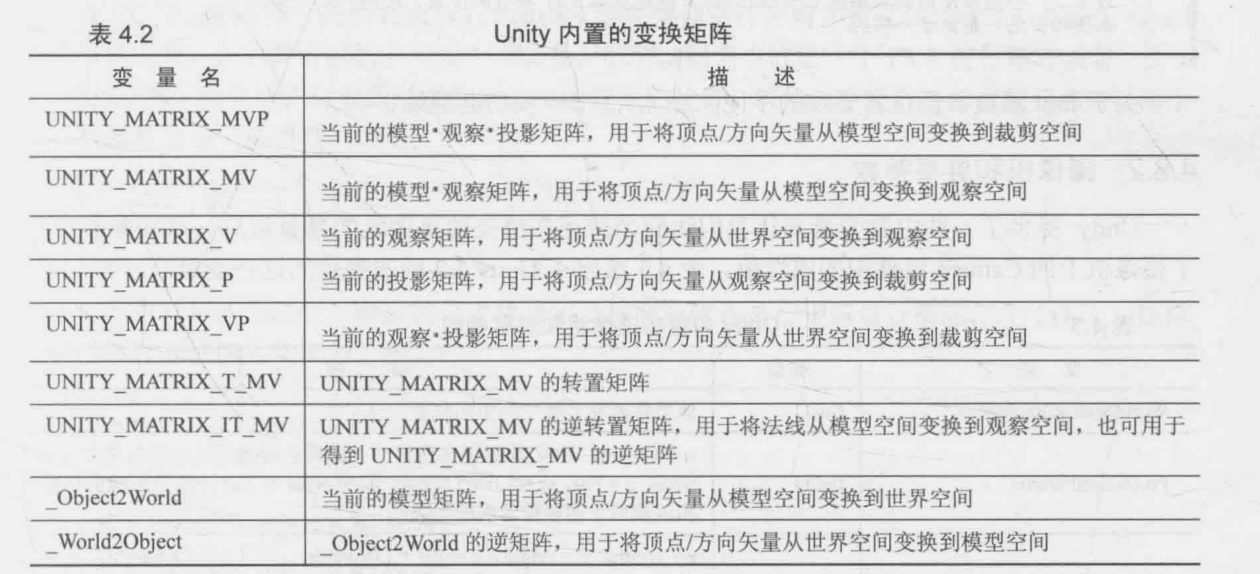 表 4.2 Unity 内置的变换矩阵
变 量 名 描 述
UNITY_MATRIX_MVP 当前的模型·观察·投影矩阵，用于将顶点/方向矢量从模型空间变换到裁剪空间
UNITY_MATRIX_MV 当前的模型·观察矩阵，用于将顶点/方向矢量从模型空间变换到观察空间
UNITY_MATRIX_V 当前的观察矩阵，用于将顶点/方向矢量从世界空间变换到观察空间
UNITY_MATRIX_P 当前的投影矩阵，用于将顶点/方向矢量从观察空间变换到裁剪空间
UNITY_MATRIX_VP 当前的观察·投影矩阵，用于将顶点/方向矢量从世界空间变换到裁剪空间
UNITY_MATRIX_T_MV UNITY_MATRIX_MV 的转置矩阵
UNITY_MATRIX_IT_MV UNITY_MATRIX_MV 的逆转置矩阵，用于将法线从模型空间变换到观察空间，也可用于
得到 UNITY_MATRIX_MV 的逆矩阵
_Object2World 当前的模型矩阵，用于将顶点/方向矢量从模型空间变换到世界空间
_World2Object _Object2World 的逆矩阵，用于将顶点/方向矢量从世界空间变换到模型空间